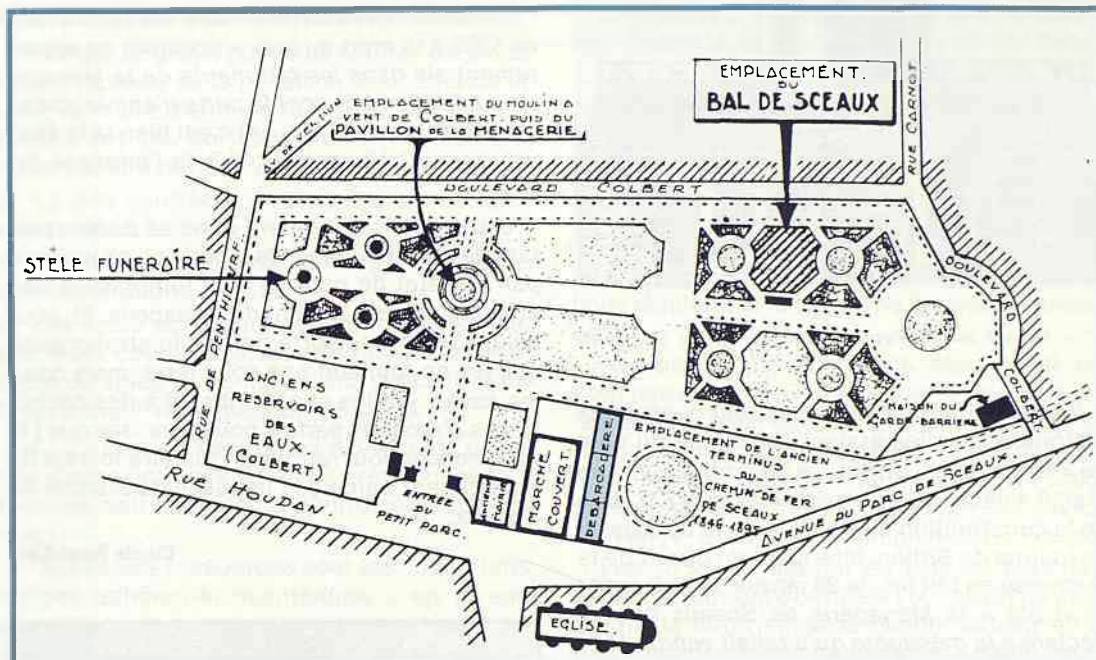 EMPLACEMENT.
DU
BAL DE SCEAUX
RUE CARNOT
EMPLACEMENT DU MOULIN A
VENT DE COLBERT. PUIS DU
PAVILLON DE LA MENAGERIE
BOULEVARD COLBERT
STELE FUNERAIRE
BOULEVARD
COLBERT
RUE DE PENTHIEVRE
ANCIENS
RESERVOIRS
DES
EAUX
(COLBERT)
RUE HOUDAN
ENTRÉE
DU
PETIT PARC
MAIRIE
MARCHE
COUVERT
DEBARCADERE
EMPLACEMENT DE L'ANCIEN
TERMINUS
DU
CHEMIN DE FER
DE SCEAUX
MAISON DU
GARDE-BARRIERE
AVENUE DU PARC DE SCEAUX
EGLISE